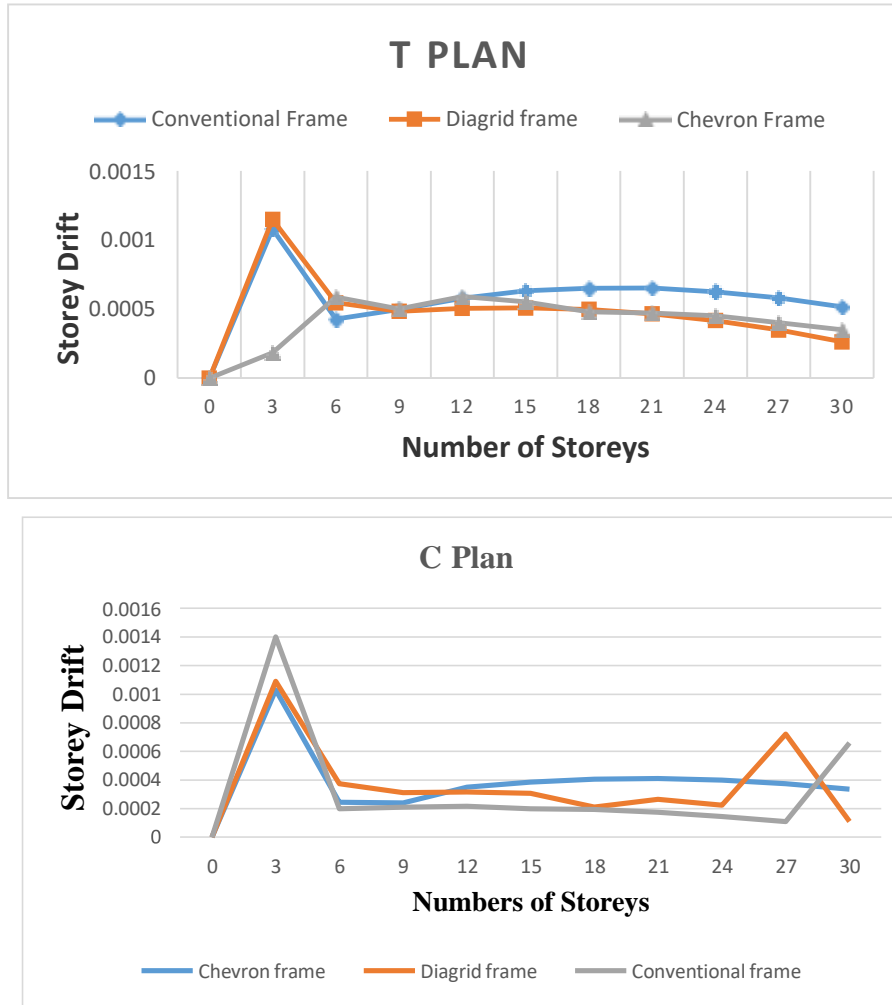 T PLAN
Conventional Frame Diagrid frame Chevron Frame
0.0015
0.001
0.0005
0
Storey Drift
0 3 6 9 12 15 18 21 24 27 30
Number of Storeys
C Plan
0.0016
0.0014
0.0012
0.001
0.0008
0.0006
0.0004
0.0002
0
Storey Drift
0 3 6 9 12 15 18 21 24 27 30
Numbers of Storeys
Chevron frame Diagrid frame Conventional frame